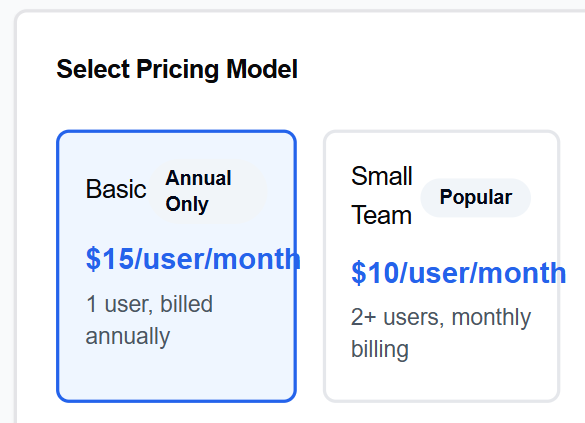 Select Pricing Model
Basic
Annual
Only
$15/user/month
1 user, billed
annually
Small
Team
Popular
$10/user/month
2+ users, monthly
billing